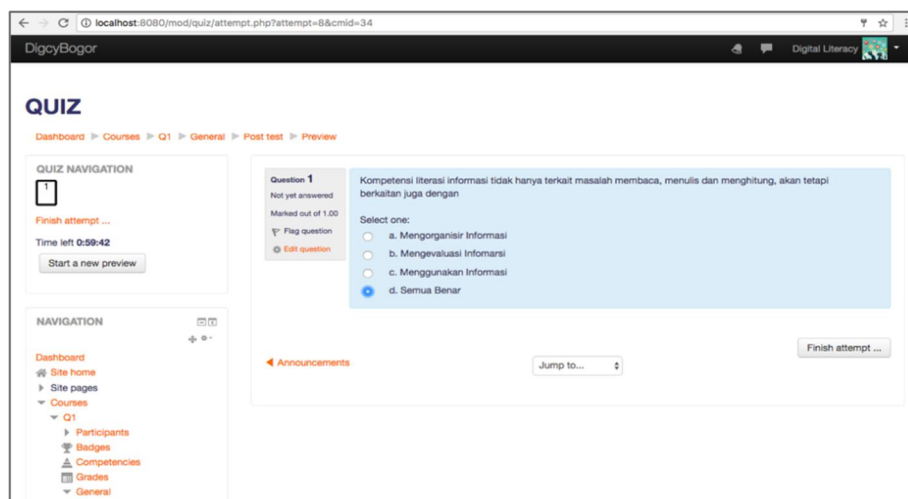 localhost:8080/mod/quiz/attempt.php?attempt=8&cmid=34
DigcyBogor
Digital Literacy
QUIZ
Dashboard Courses Q1 General Post test Preview
QUIZ NAVIGATION
1
Finish attempt ...
Time left 0:59:42
Start a new preview
Question 1
Not yet answered
Marked out of 1.00
Flag question
Edit question
Kompetensi literasi informasi tidak hanya terkait masalah membaca, menulis dan menghitung, akan tetapi
berkaitan juga dengan
Select one:
a. Mengorganisir Informasi
b. Mengevaluasi Infomarsi
c. Menggunakan Informasi
d. Semua Benar
Finish attempt ...
Announcements
Jump to...
NAVIGATION
Dashboard
Site home
Site pages
Courses
Q1
Participants
Badges
Competencies
Grades
General